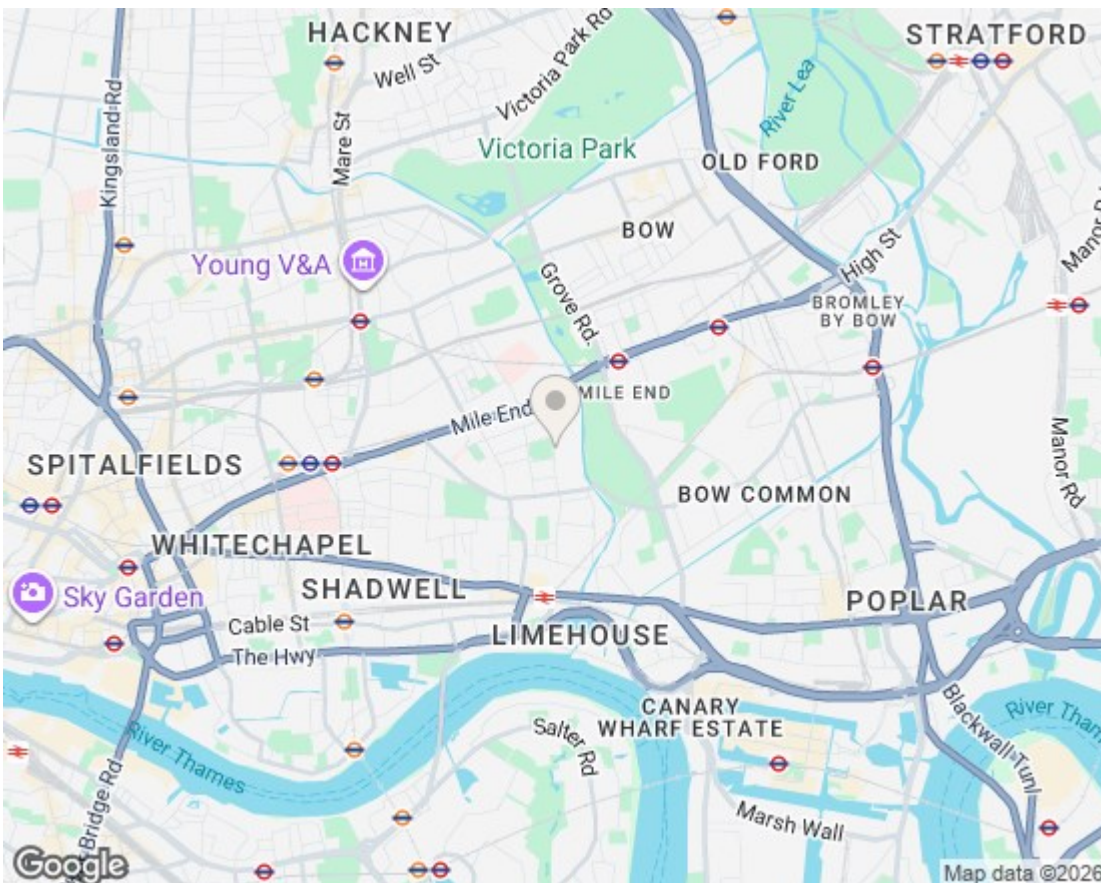 HACKNEY
Well St
Victoria Park Rd
STRATFORD
Kingsland Rd
Mare St
River Lea
Victoria Park
OLD FORD
BOW
Young V&A
Grove Rd.
High St
Manor Rd
BROMLEY
BY BOW
MILE END
Mile End
Manor Rd
SPITALFIELDS
BOW COMMON
WHITECHAPEL
SHADWELL
Sky Garden
POPLAR
Cable St
LIMEHOUSE
The Hwy
CANARY
WHARF ESTATE
River Thames
Salter Rd
Blackwall Tunl
River Tham
Bridge Rd
Marsh Wall
Google
Map data ©2026